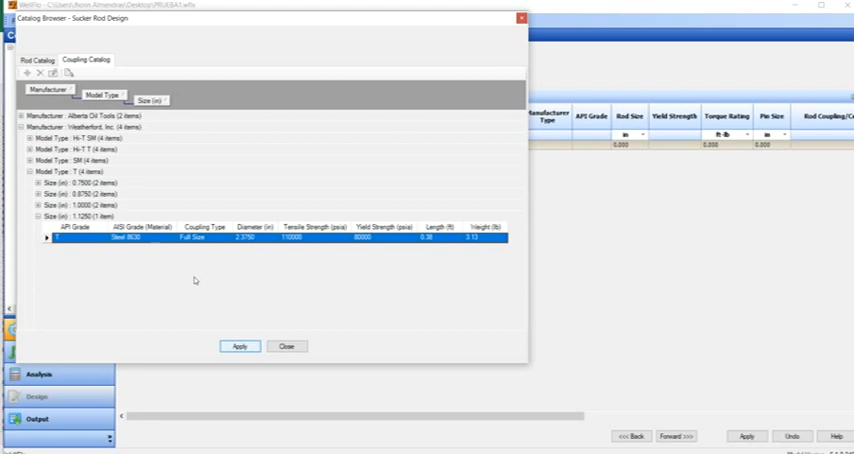 WellFlo - C:\Users\Jhonn Almendras\Desktop\PRUEBA1.wflx
Catalog Browser - Sucker Rod Design
Rod Catalog
Coupling Catalog
Manufacturer
Model Type
Size (in)
Manufacturer : Alberta Oil Tools (2 items)
Manufacturer : Weatherford, Inc. (4 items)
Model Type : Hi-T SM (4 items)
Model Type : Hi-T T (4 items)
Model Type : SM (4 items)
Model Type : T (4 items)
Size (in) : 0.7500 (2 items)
Size (in) : 0.8750 (2 items)
Size (in) : 1.0000 (2 items)
Size (in) : 1.1250 (1 item)
API Grade AISI Grade (Material) Coupling Type Diameter (in) Tensile Strength (psia) Yield Strength (psia) Length (ft) Weight (lb)
T Steel 8630 Full Size 2.3750 110000 80000 0.38 3.13
Apply Close
Manufacturer Type API Grade Rod Size Yield Strength Torque Rating Pin Size Rod Coupling/Ce
in ft·lb in
0.000 0.000 0.000
Analysis
Design
Output
<<< Back Forward >>> Apply Undo Help